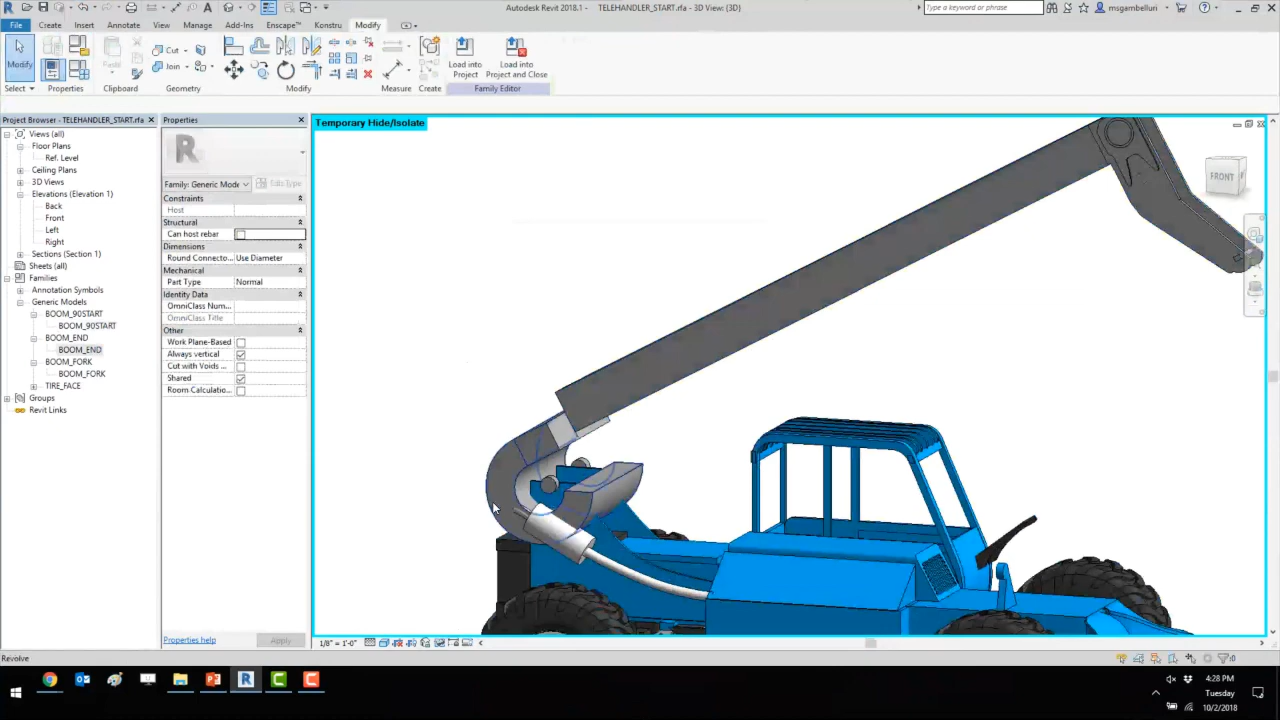 Autodesk Revit 2018.1 - TELEHANDLER_START.rfa - 3D View: {3D}
Type a keyword or phrase
msgambelluri
File Create Insert Annotate View Manage Add-Ins Enscape™ Konstru Modify
Modify
Paste
Cut
Join
Load into Project
Load into Project and Close
Select Properties Clipboard Geometry Modify Measure Create Family Editor
Project Browser - TELEHANDLER_START.rfa
Properties
Temporary Hide/Isolate
Views (all)
Floor Plans
Ref. Level
Ceiling Plans
3D Views
Elevations (Elevation 1)
Back
Front
Left
Right
Sections (Section 1)
Sheets (all)
Families
Annotation Symbols
Generic Models
BOOM_90START
BOOM_90START
BOOM_END
BOOM_END
BOOM_FORK
BOOM_FORK
TIRE_FACE
Groups
Revit Links
R
Family: Generic Mode
Edit Type
Constraints
Host
Structural
Can host rebar
Dimensions
Round Connecto...
Use Diameter
Mechanical
Part Type
Normal
Identity Data
OmniClass Num...
OmniClass Title
Other
Work Plane-Based
Always vertical
Cut with Voids ...
Shared
Room Calculatio...
Properties help
Apply
FRONT
1/8" = 1'-0"
Revolve
:0
4:28 PM
Tuesday
10/2/2018